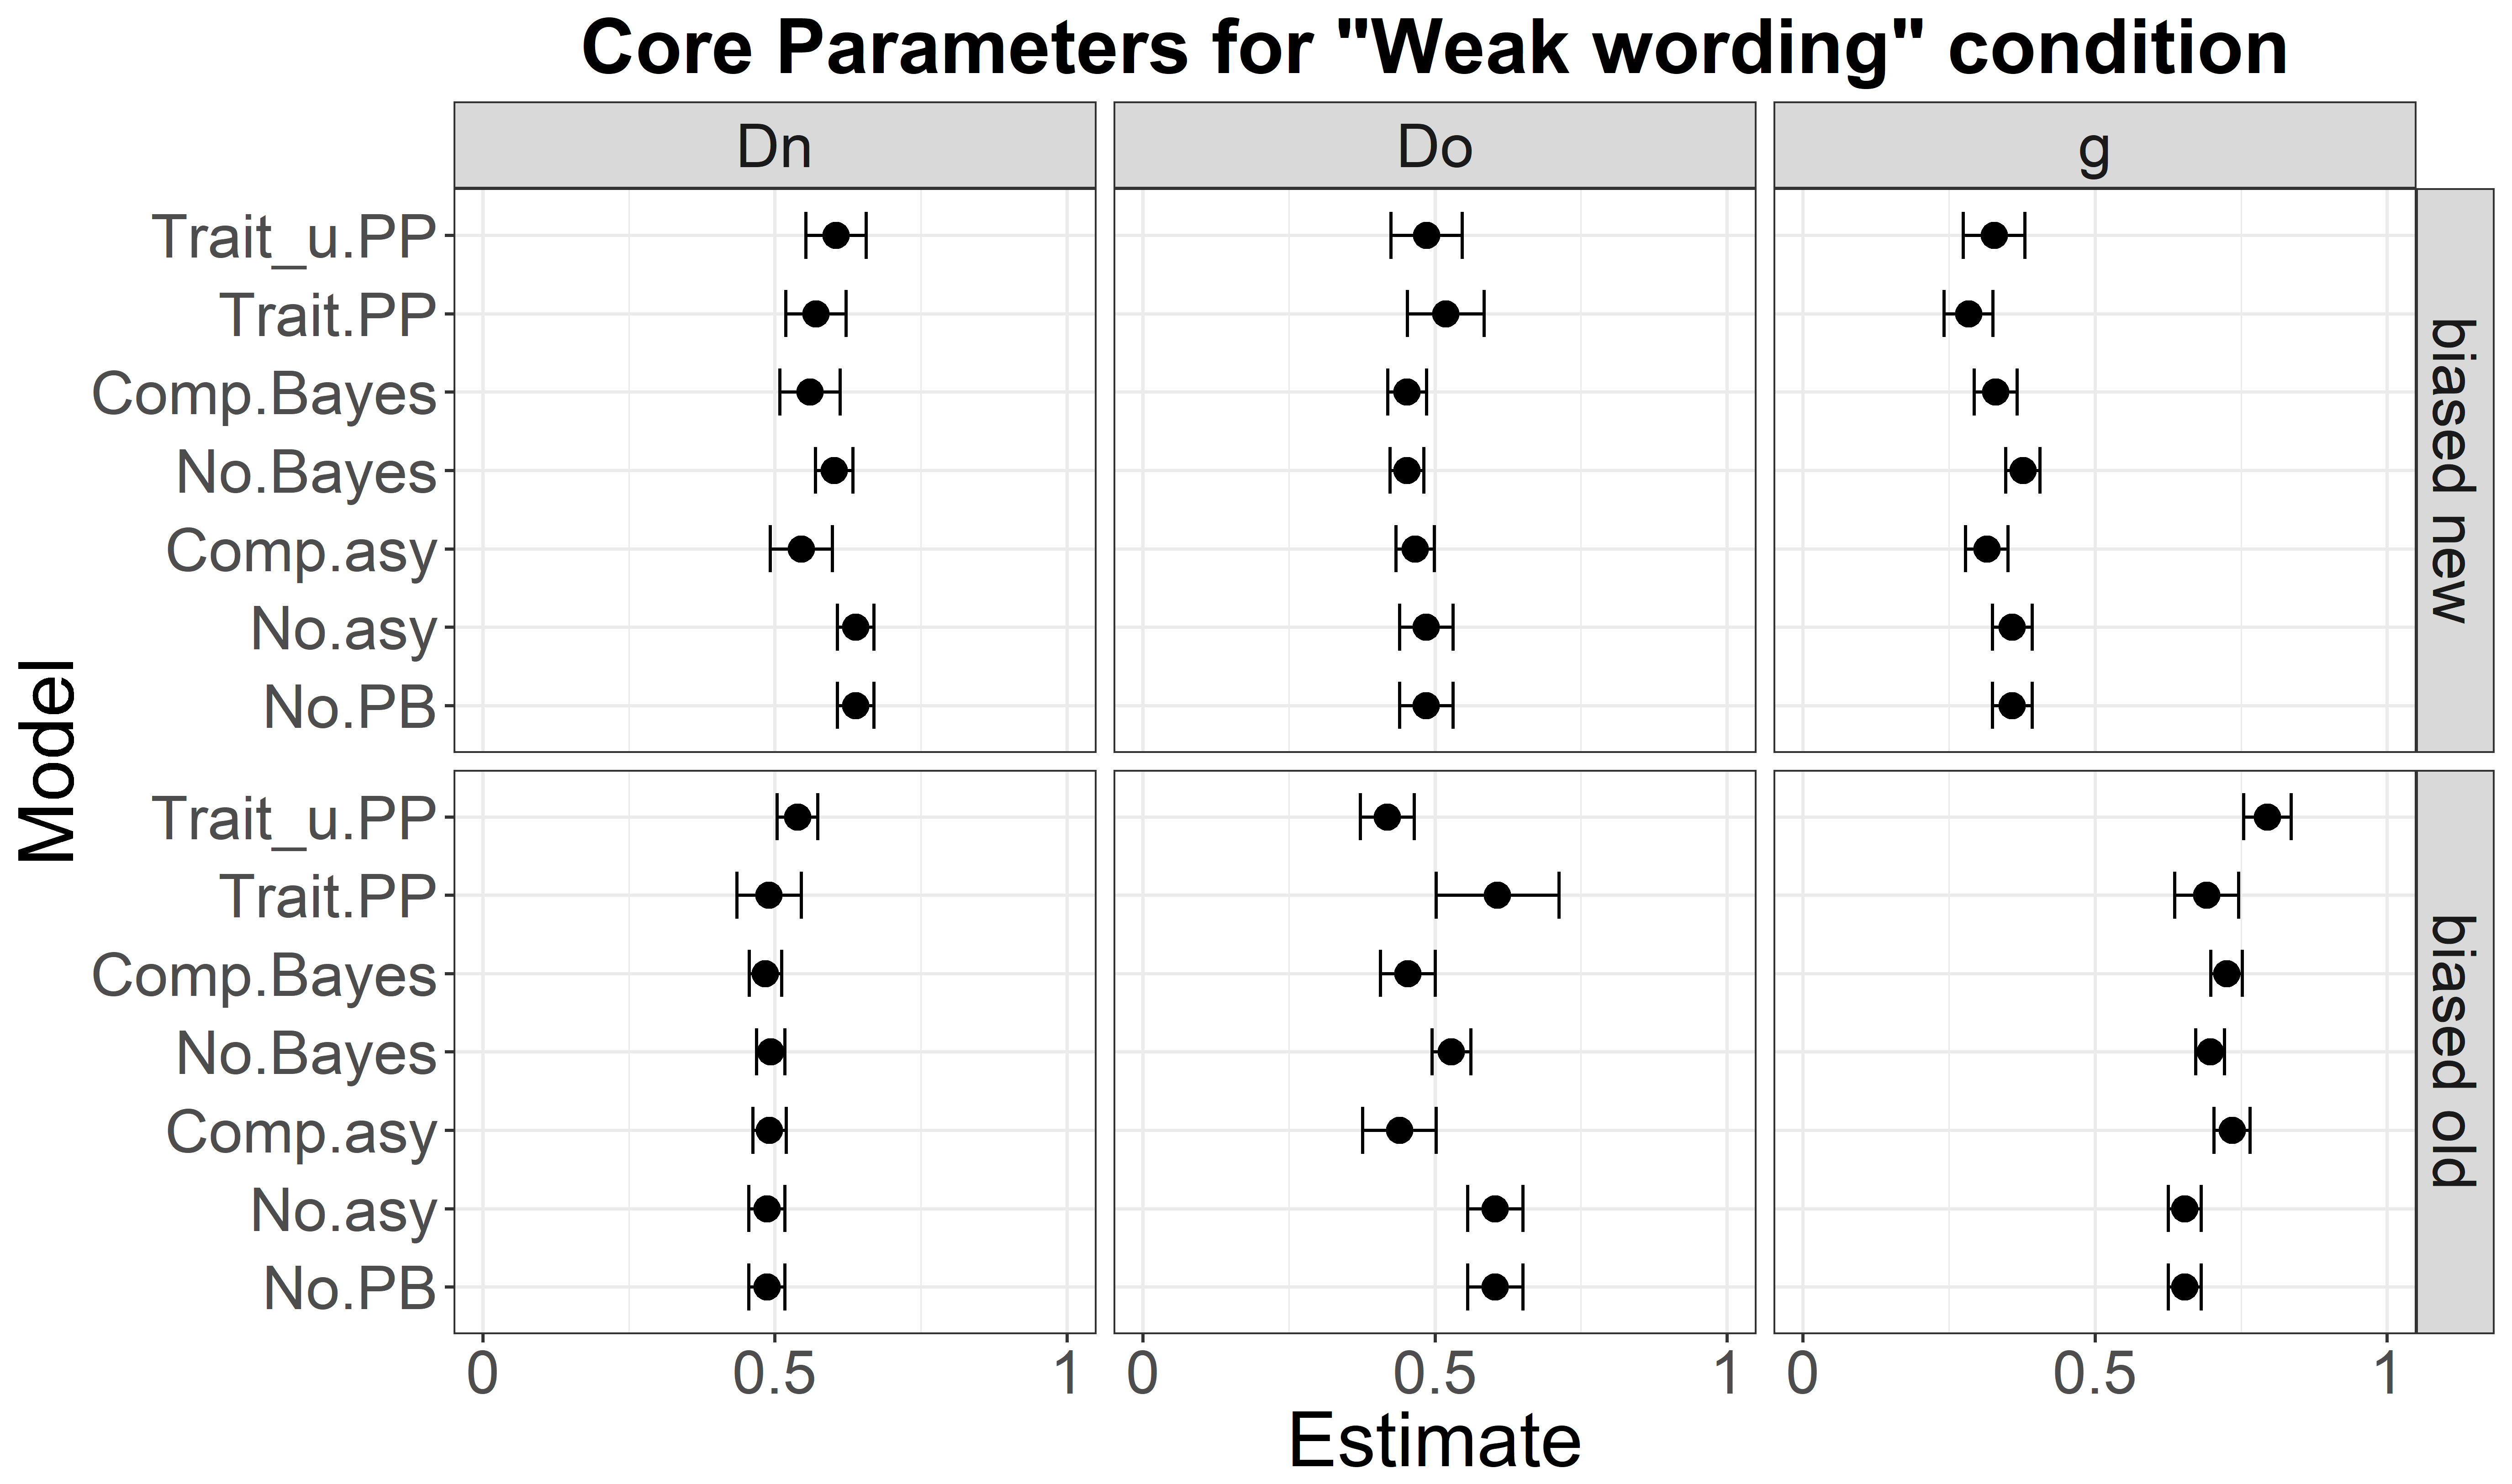 Core Parameters for "Weak wording" condition
Dn
Do
g
Trait_u.PP
Trait.PP
Comp.Bayes
No.Bayes
Comp.asy
No.asy
No.PB
biased new
Model
Trait_u.PP
Trait.PP
Comp.Bayes
No.Bayes
Comp.asy
No.asy
No.PB
biased old
0 0.5 1
0 0.5 1
0 0.5 1
Estimate